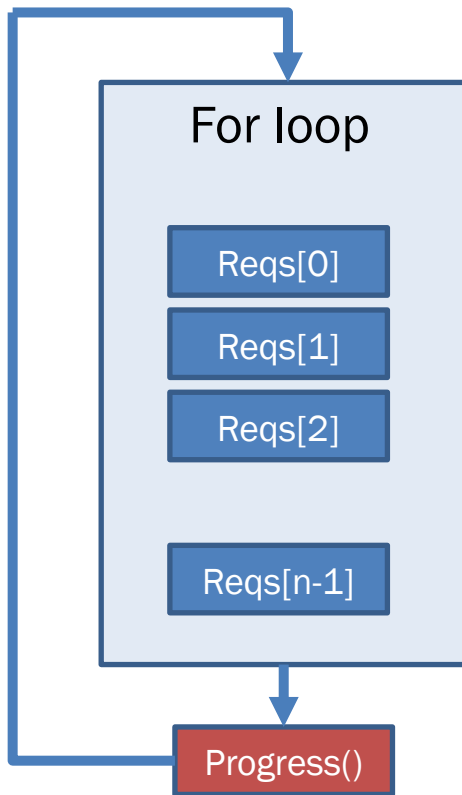 For loop
Reqs[0]
Reqs[1]
Reqs[2]
Reqs[n-1]
Progress()